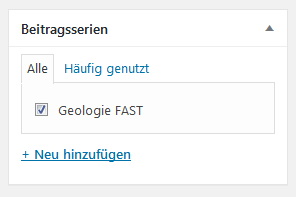 Beitragsserien
Alle Häufig genutzt
Geologie FAST
+ Neu hinzufügen